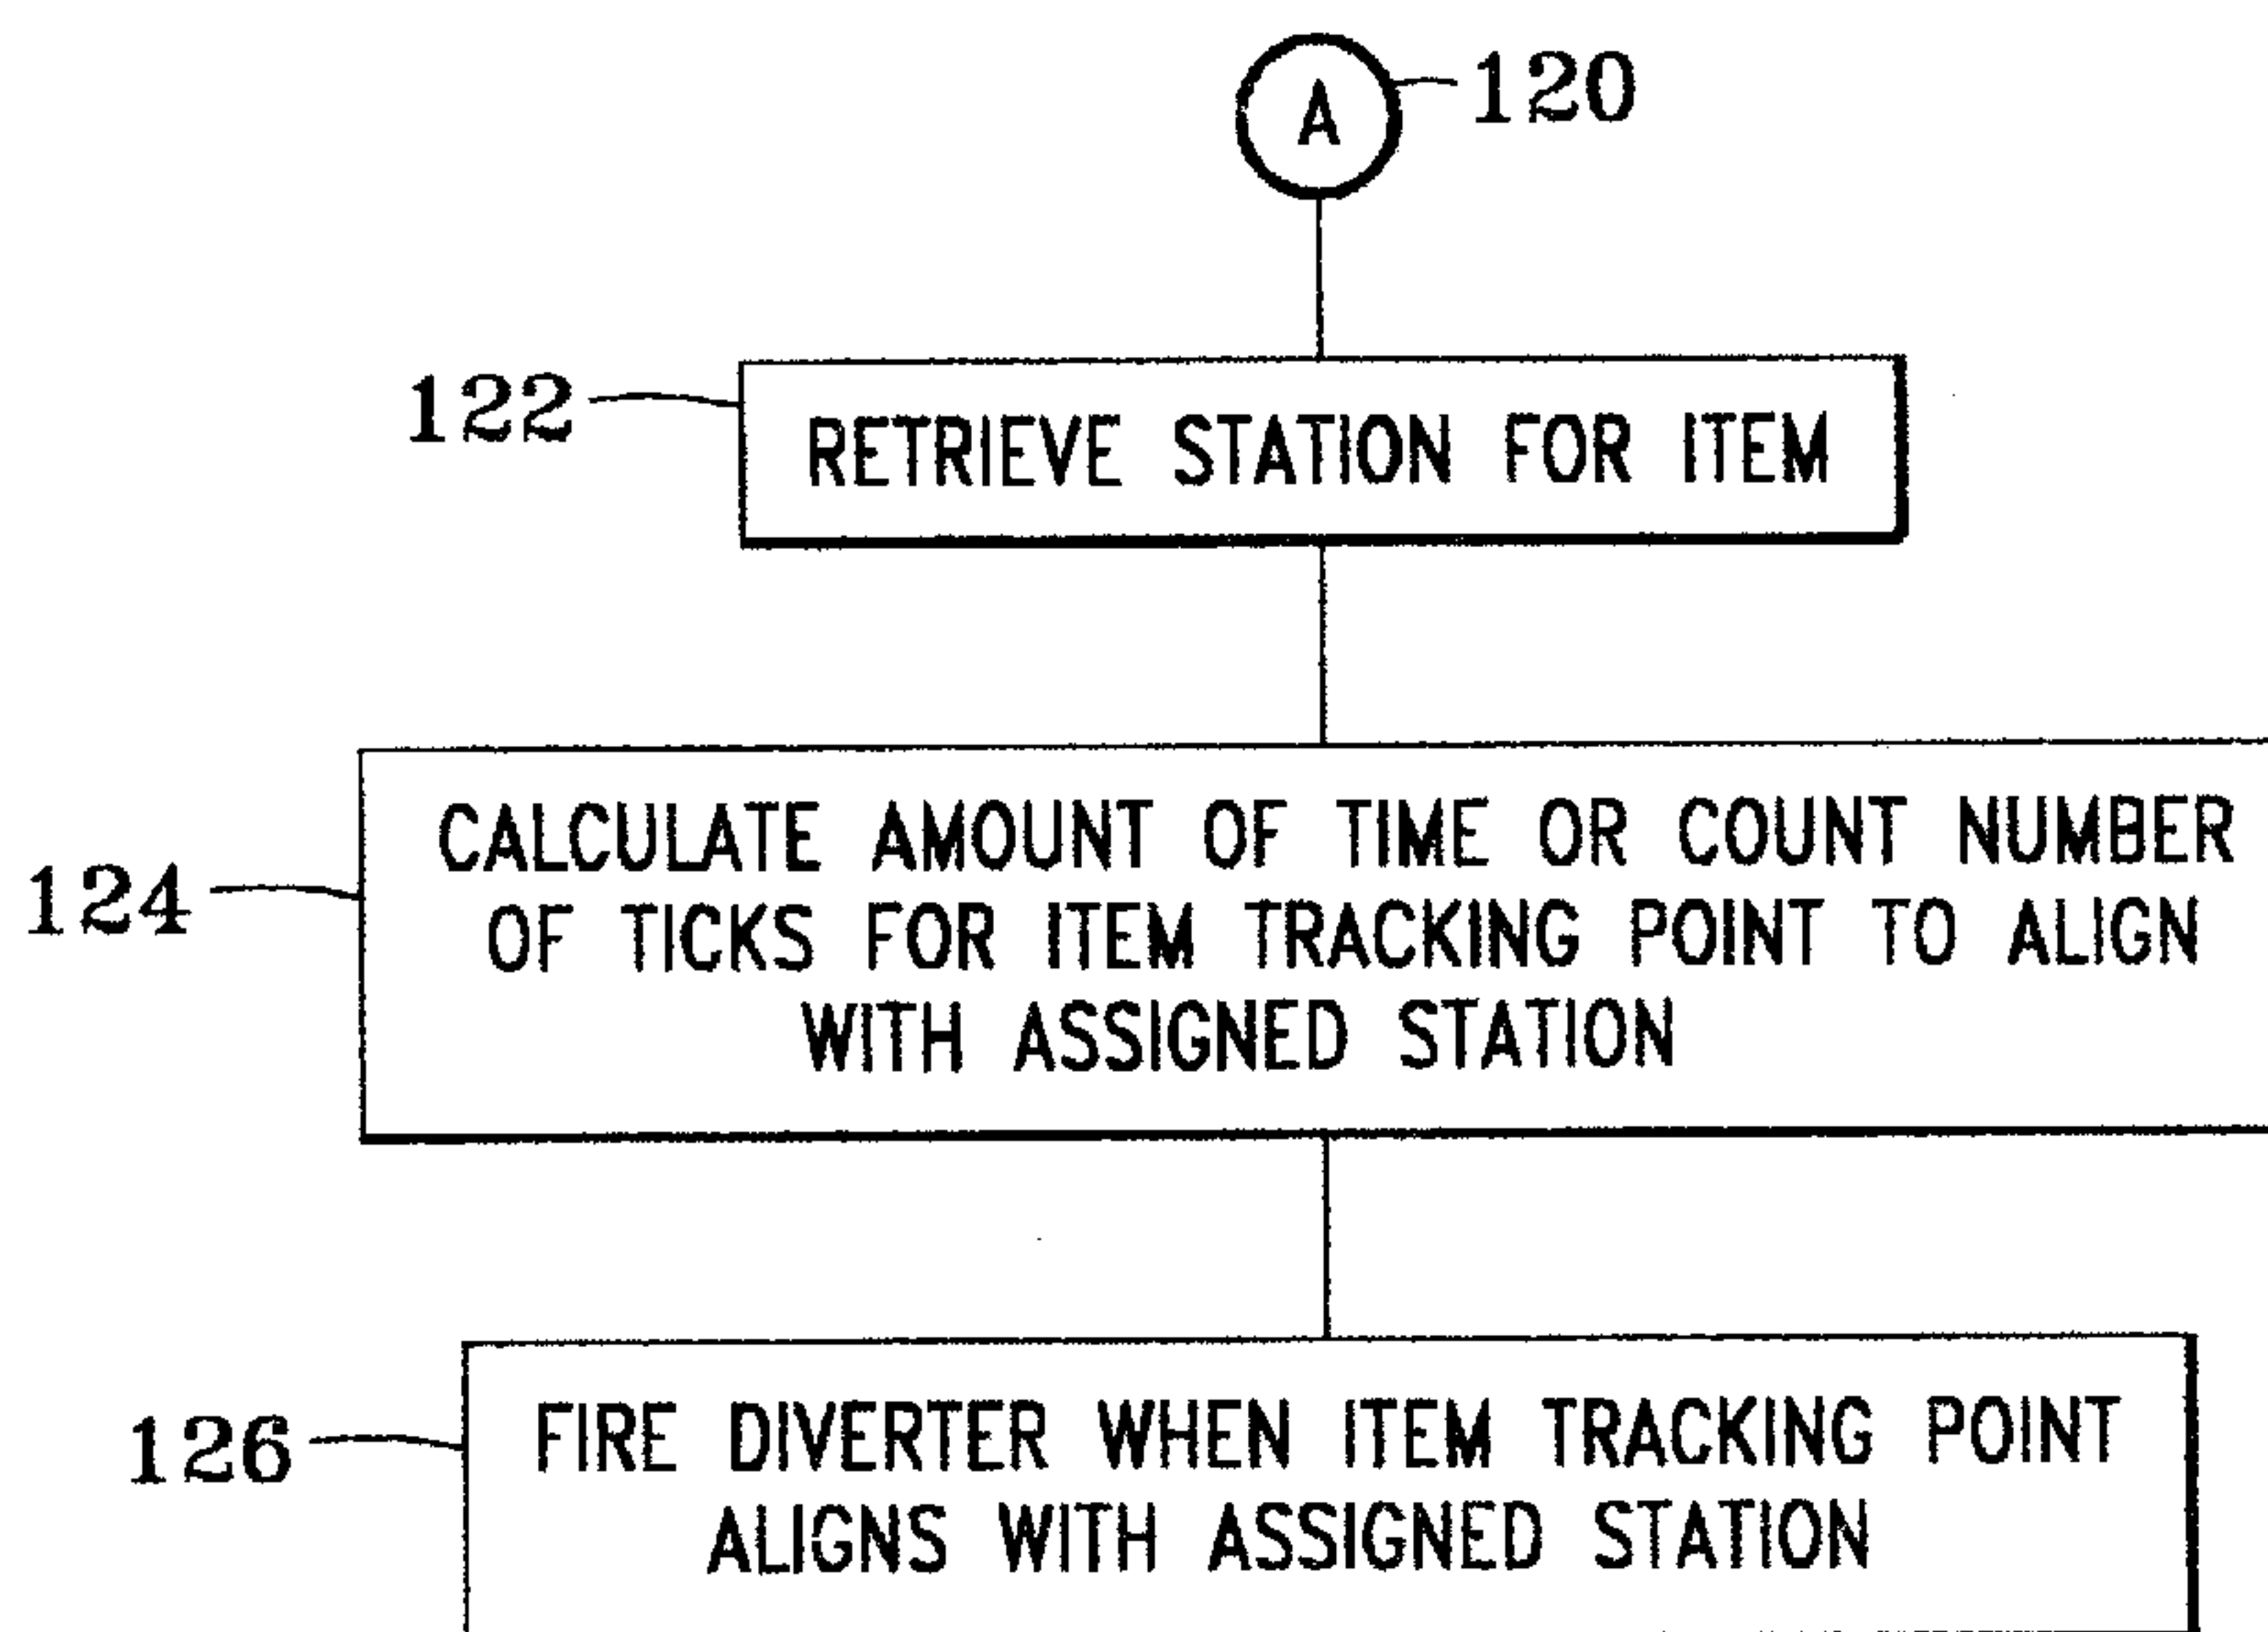 A
120
122
RETRIEVE STATION FOR ITEM
124
CALCULATE AMOUNT OF TIME OR COUNT NUMBER
OF TICKS FOR ITEM TRACKING POINT TO ALIGN
WITH ASSIGNED STATION
126
FIRE DIVERTER WHEN ITEM TRACKING POINT
ALIGNS WITH ASSIGNED STATION